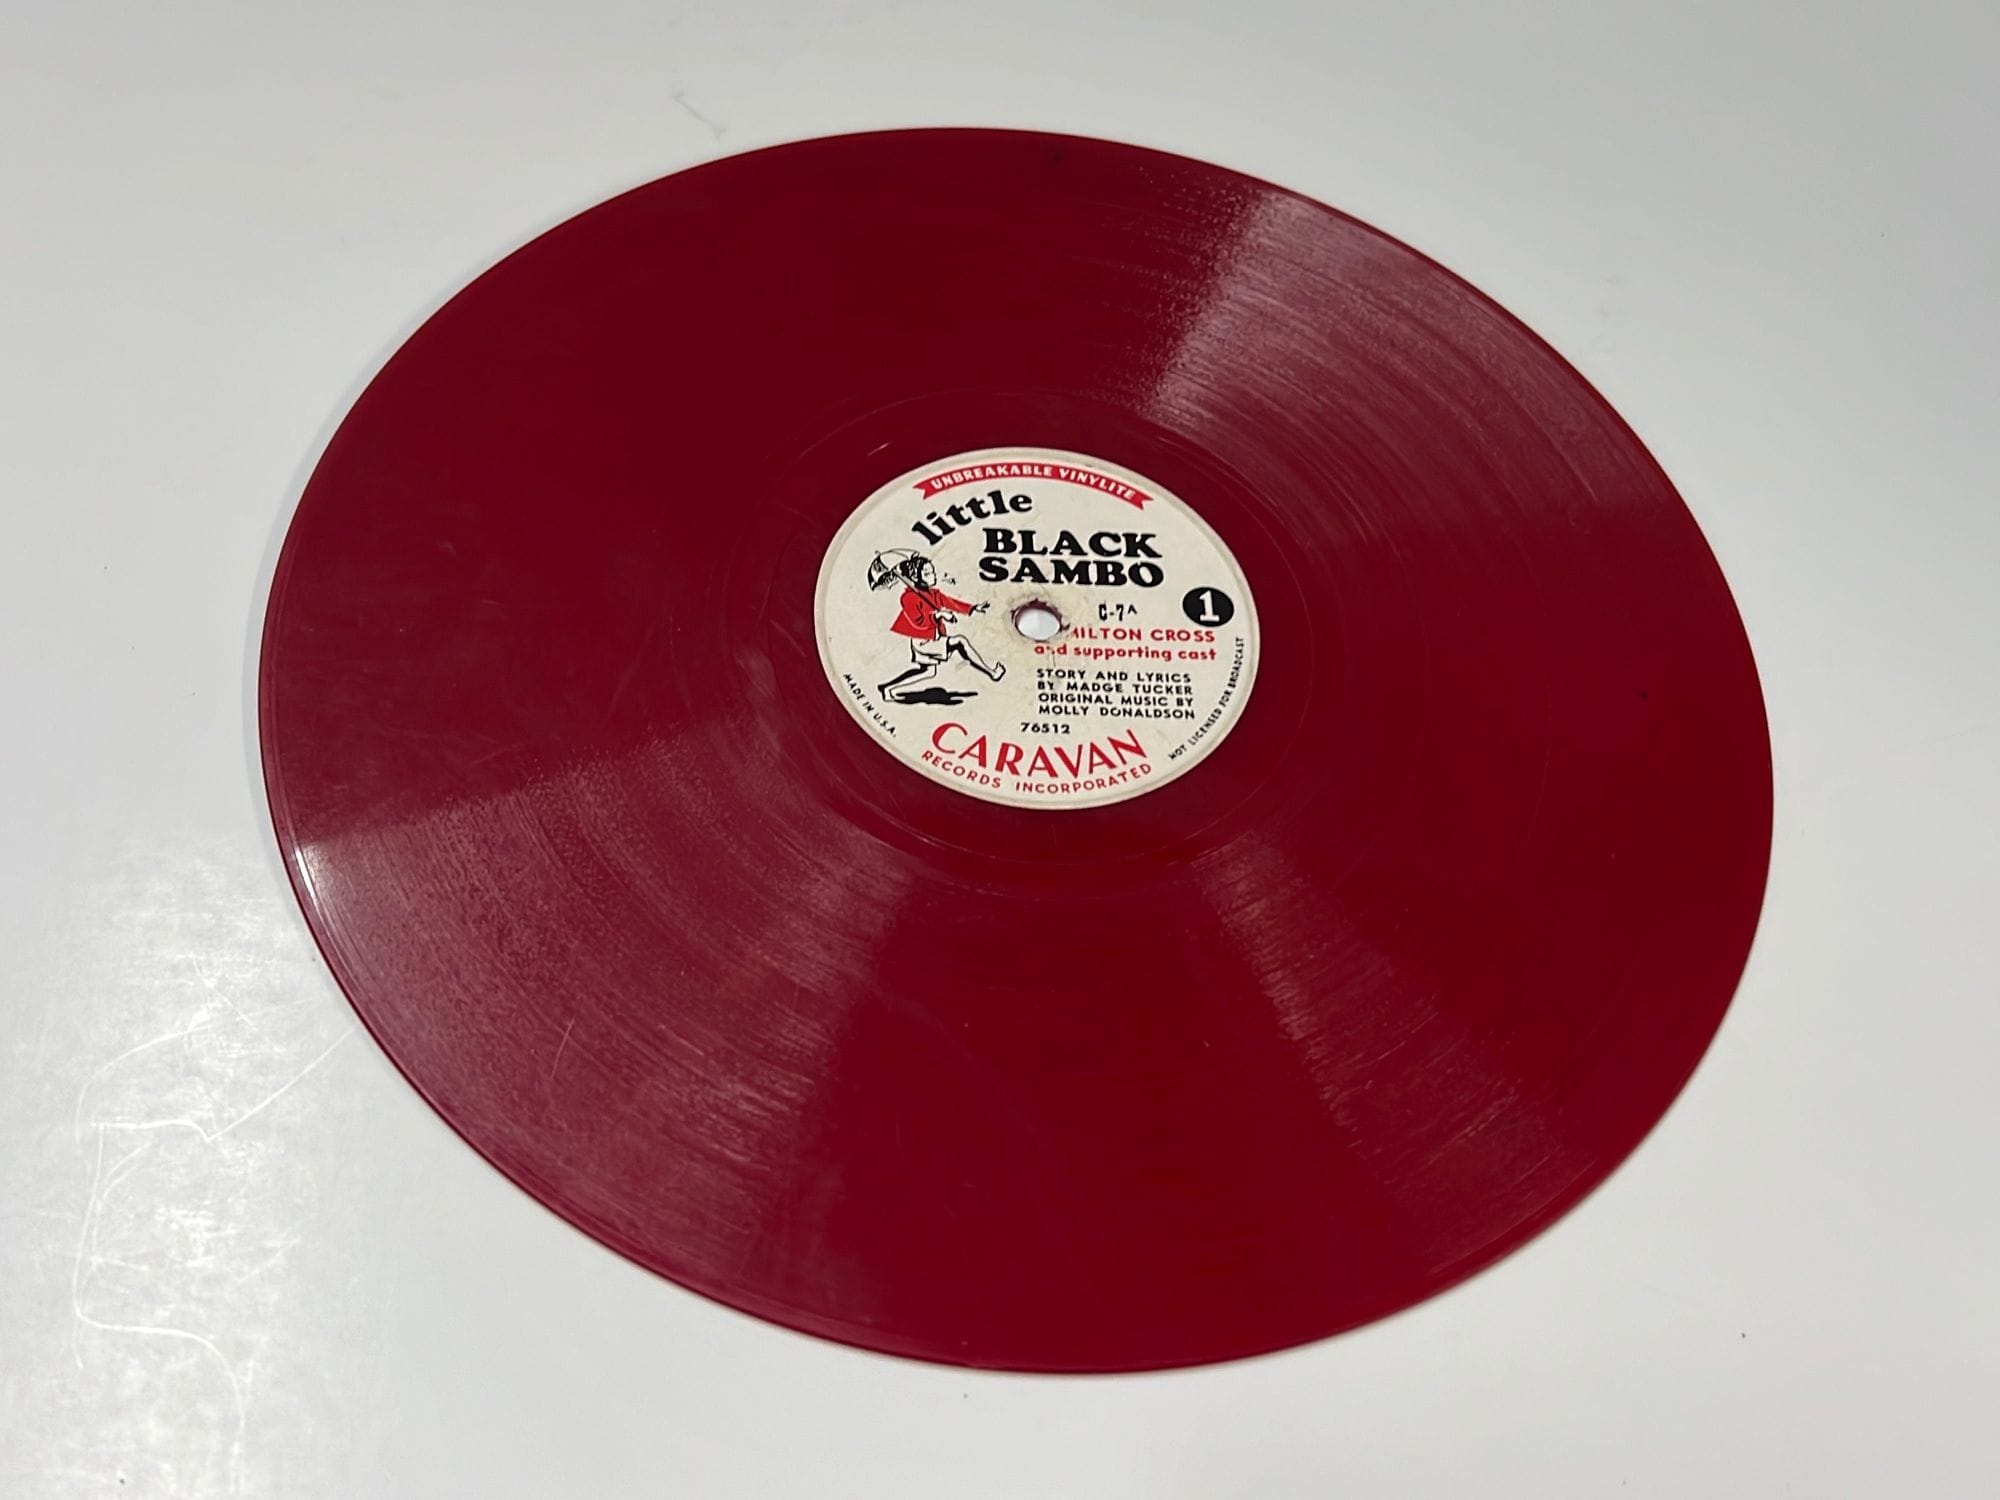 UNBREAKABLE VINYLITE
little
BLACK
SAMBO
C-7A
1
MILTON CROSS
and supporting cast
STORY AND LYRICS
BY MADGE TUCKER
ORIGINAL MUSIC BY
MOLLY DONALDSON
76512
MADE IN U.S.A.
NOT LICENSED FOR BROADCAST
CARAVAN
RECORDS INCORPORATED